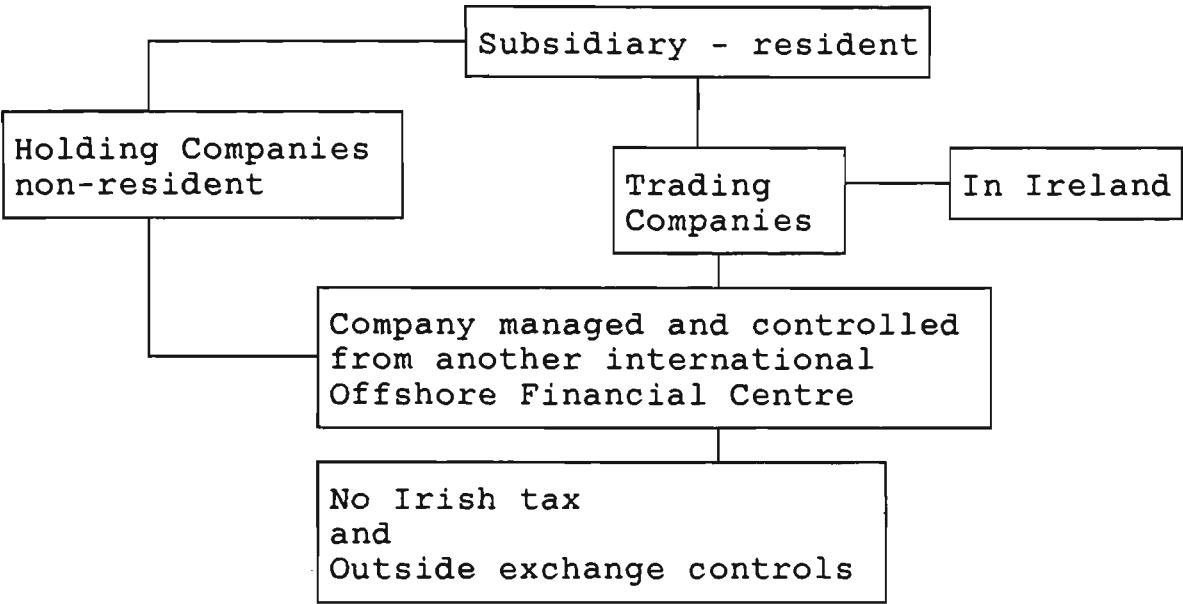 Subsidiary - resident
Holding Companies
non-resident
Trading
Companies
In Ireland
Company managed and controlled
from another international
Offshore Financial Centre
No Irish tax
and
Outside exchange controls